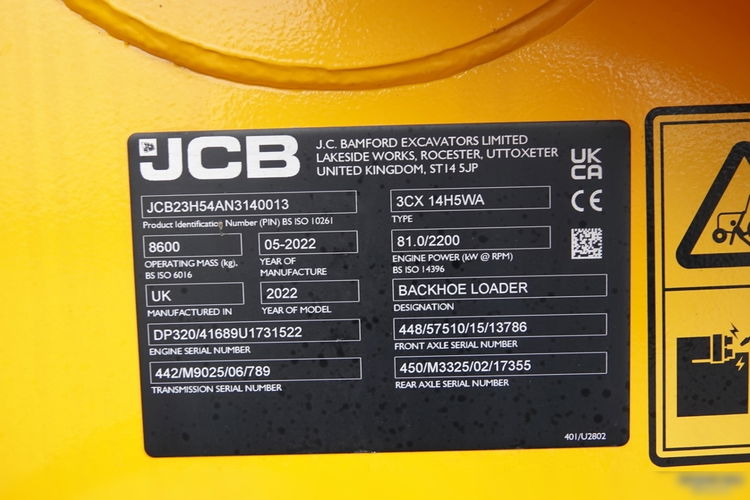 JCB
J.C. BAMFORD EXCAVATORS LIMITED
LAKESIDE WORKS, ROCESTER, UTTOXETER
UNITED KINGDOM, ST14 5JP
UK
CA
CE
JCB23H54AN3140013
Product Identification Number (PIN) BS ISO 10261
3CX 14H5WA
TYPE
8600
OPERATING MASS (kg).
BS ISO 6016
05-2022
YEAR OF
MANUFACTURE
81.0/2200
ENGINE POWER (kW @ RPM)
BS ISO 14396
UK
MANUFACTURED IN
2022
YEAR OF MODEL
BACKHOE LOADER
DESIGNATION
DP320/41689U1731522
ENGINE SERIAL NUMBER
448/57510/15/13786
FRONT AXLE SERIAL NUMBER
442/M9025/06/789
TRANSMISSION SERIAL NUMBER
450/M3325/02/17355
REAR AXLE SERIAL NUMBER
401/U2802